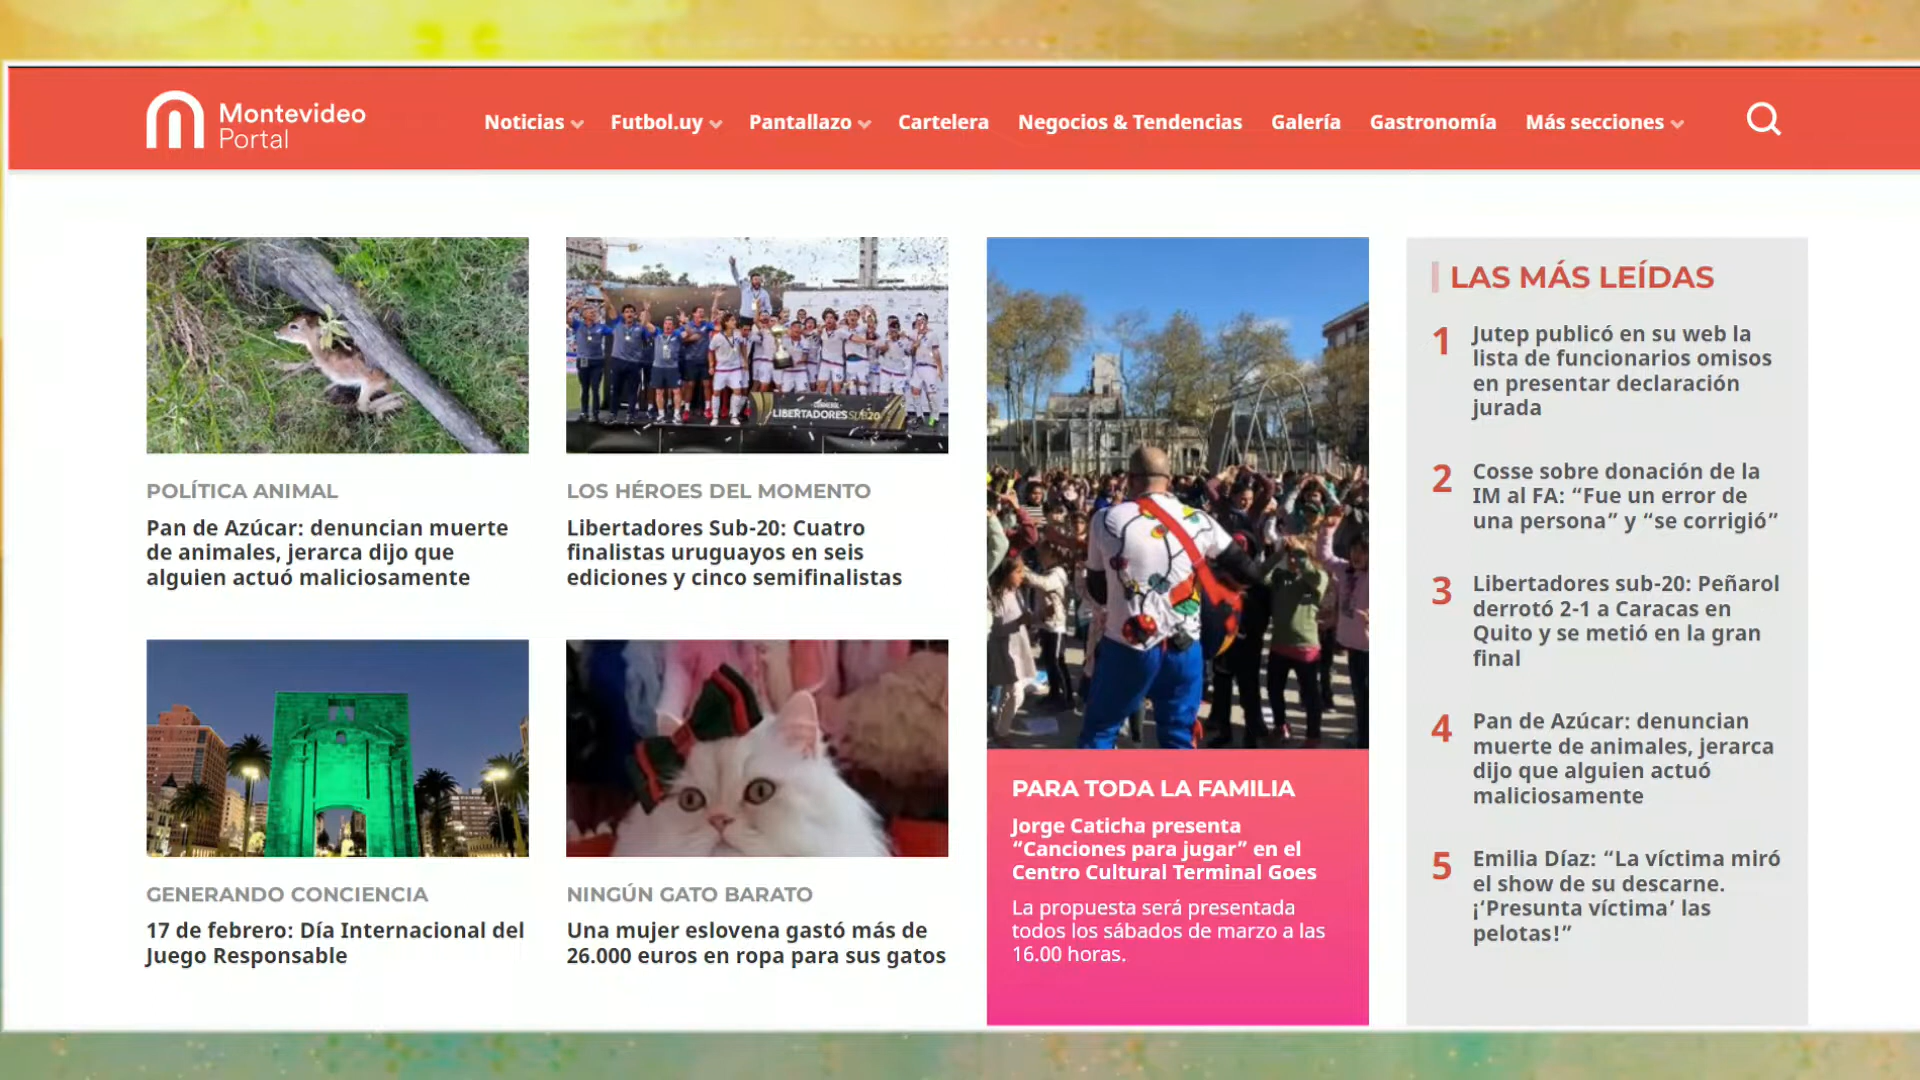 Montevideo
Portal
Noticias
Futbol.uy
Pantallazo
Cartelera
Negocios & Tendencias
Galería
Gastronomía
Más secciones
LIBERTADORES SUB20
POLÍTICA ANIMAL
Pan de Azúcar: denuncian muerte
de animales, jerarca dijo que
alguien actuó maliciosamente
LOS HÉROES DEL MOMENTO
Libertadores Sub-20: Cuatro
finalistas uruguayos en seis
ediciones y cinco semifinalistas
GENERANDO CONCIENCIA
17 de febrero: Día Internacional del
Juego Responsable
NINGÚN GATO BARATO
Una mujer eslovena gastó más de
26.000 euros en ropa para sus gatos
PARA TODA LA FAMILIA
Jorge Caticha presenta
“Canciones para jugar” en el
Centro Cultural Terminal Goes
La propuesta será presentada
todos los sábados de marzo a las
16.00 horas.
LAS MÁS LEÍDAS
1 Jutep publicó en su web la
lista de funcionarios omisos
en presentar declaración
jurada
2 Cosse sobre donación de la
IM al FA: “Fue un error de
una persona” y “se corrigió”
3 Libertadores sub-20: Peñarol
derrotó 2-1 a Caracas en
Quito y se metió en la gran
final
4 Pan de Azúcar: denuncian
muerte de animales, jerarca
dijo que alguien actuó
maliciosamente
5 Emilia Díaz: “La víctima miró
el show de su descarne.
¡‘Presunta víctima’ las
pelotas!”